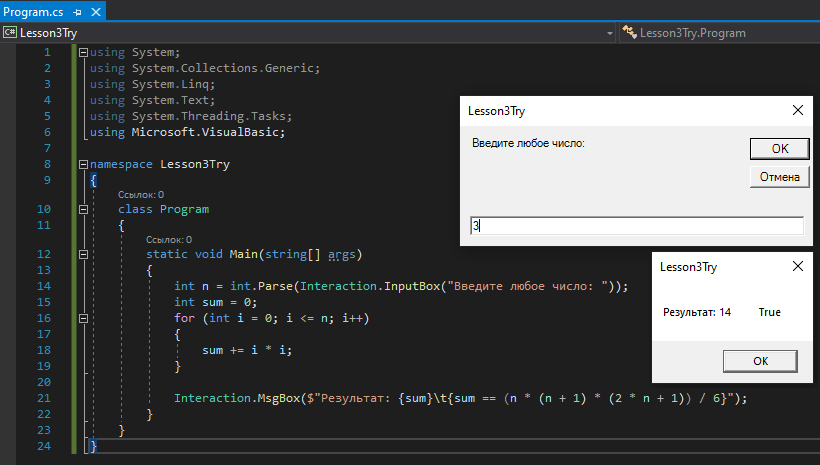 Program.cs
Lesson3Try
Lesson3Try.Program
1 using System;
2 using System.Collections.Generic;
3 using System.Linq;
4 using System.Text;
5 using System.Threading.Tasks;
6 using Microsoft.VisualBasic;
7
8 namespace Lesson3Try
9 {
Ссылок: 0
10 class Program
11 {
Ссылок: 0
12 static void Main(string[] args)
13 {
14 int n = int.Parse(Interaction.InputBox("Введите любое число: "));
15 int sum = 0;
16 for (int i = 0; i <= n; i++)
17 {
18 sum += i * i;
19 }
20
21 Interaction.MsgBox($"Результат: {sum}\t{sum == (n * (n + 1) * (2 * n + 1)) / 6}");
22 }
23 }
24 }
Lesson3Try
Введите любое число:
OK
Отмена
3
Lesson3Try
Результат: 14 True
OK